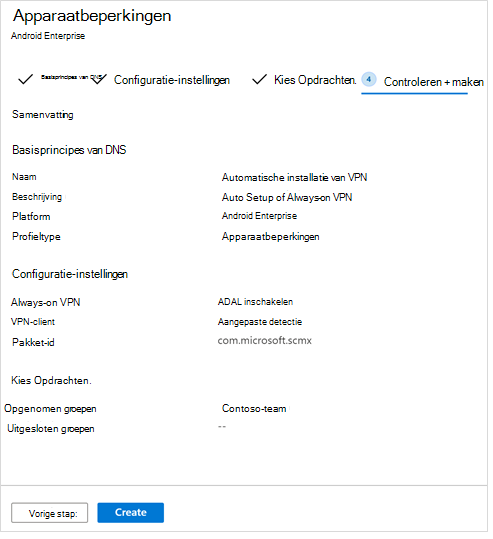 Apparaatbeperkingen
Android Enterprise
Basisprincipes van DNS Configuratie-instellingen Kies Opdrachten. 4 Controleren + maken
Samenvatting
Basisprincipes van DNS
Naam Automatische installatie van VPN
Beschrijving Auto Setup of Always-on VPN
Platform Android Enterprise
Profieltype Apparaatbeperkingen
Configuratie-instellingen
Always-on VPN ADAL inschakelen
VPN-client Aangepaste detectie
Pakket-id com.microsoft.scmx
Kies Opdrachten.
Opgenomen groepen Contoso-team
Uitgesloten groepen --
Vorige stap: Create